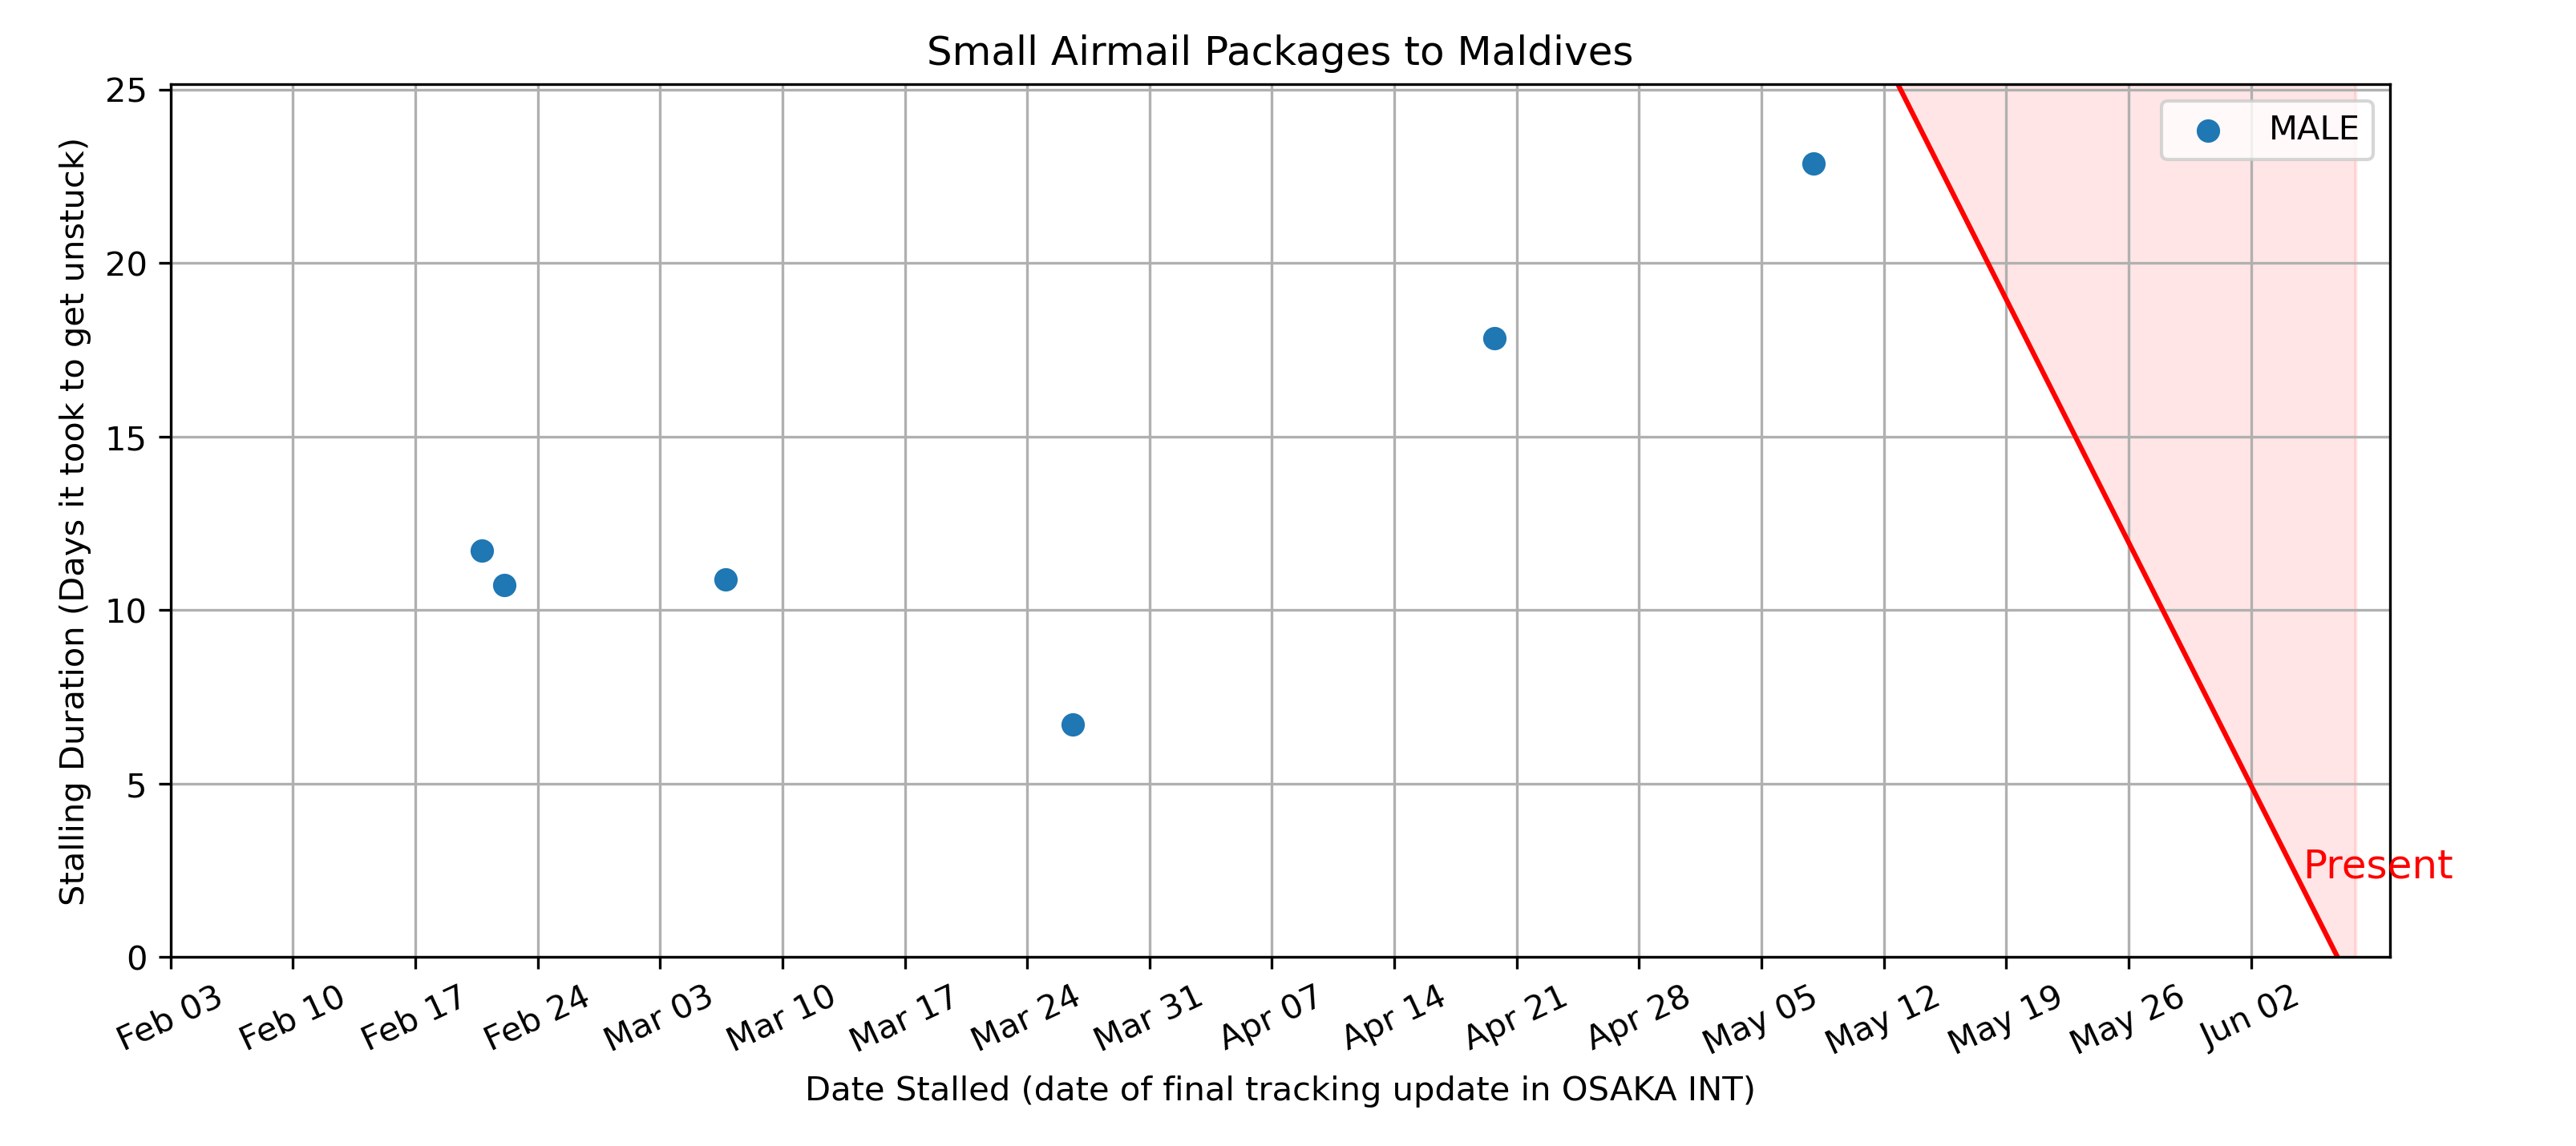 Small Airmail Packages to Maldives
Stalling Duration (Days it took to get unstuck)
25
20
15
10
5
0
MALE
Present
Feb 03
Feb 10
Feb 17
Feb 24
Mar 03
Mar 10
Mar 17
Mar 24
Mar 31
Apr 07
Apr 14
Apr 21
Apr 28
May 05
May 12
May 19
May 26
Jun 02
Date Stalled (date of final tracking update in OSAKA INT)